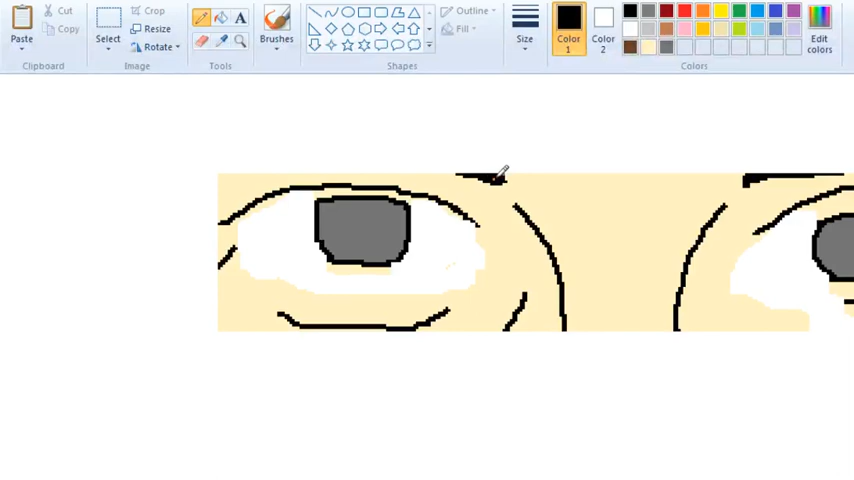 Cut
Copy
Paste
Clipboard
Select
Crop
Resize
Rotate
Image
A
Tools
Brushes
Outline
Fill
Shapes
Size
Color 1
Color 2
Edit colors
Colors